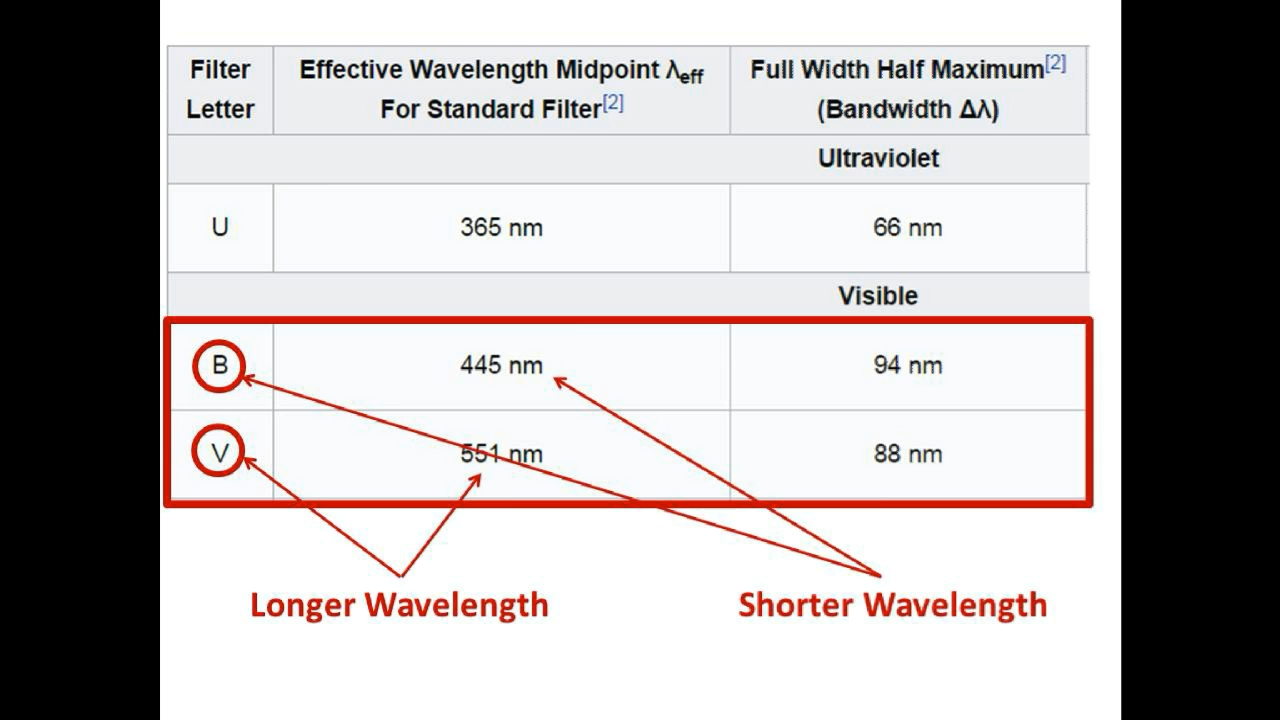 Filter Letter Effective Wavelength Midpoint λeff For Standard Filter[2] Full Width Half Maximum[2] (Bandwidth Δλ)
Ultraviolet
U 365 nm 66 nm
Visible
B 445 nm 94 nm
V 551 nm 88 nm
Longer Wavelength Shorter Wavelength